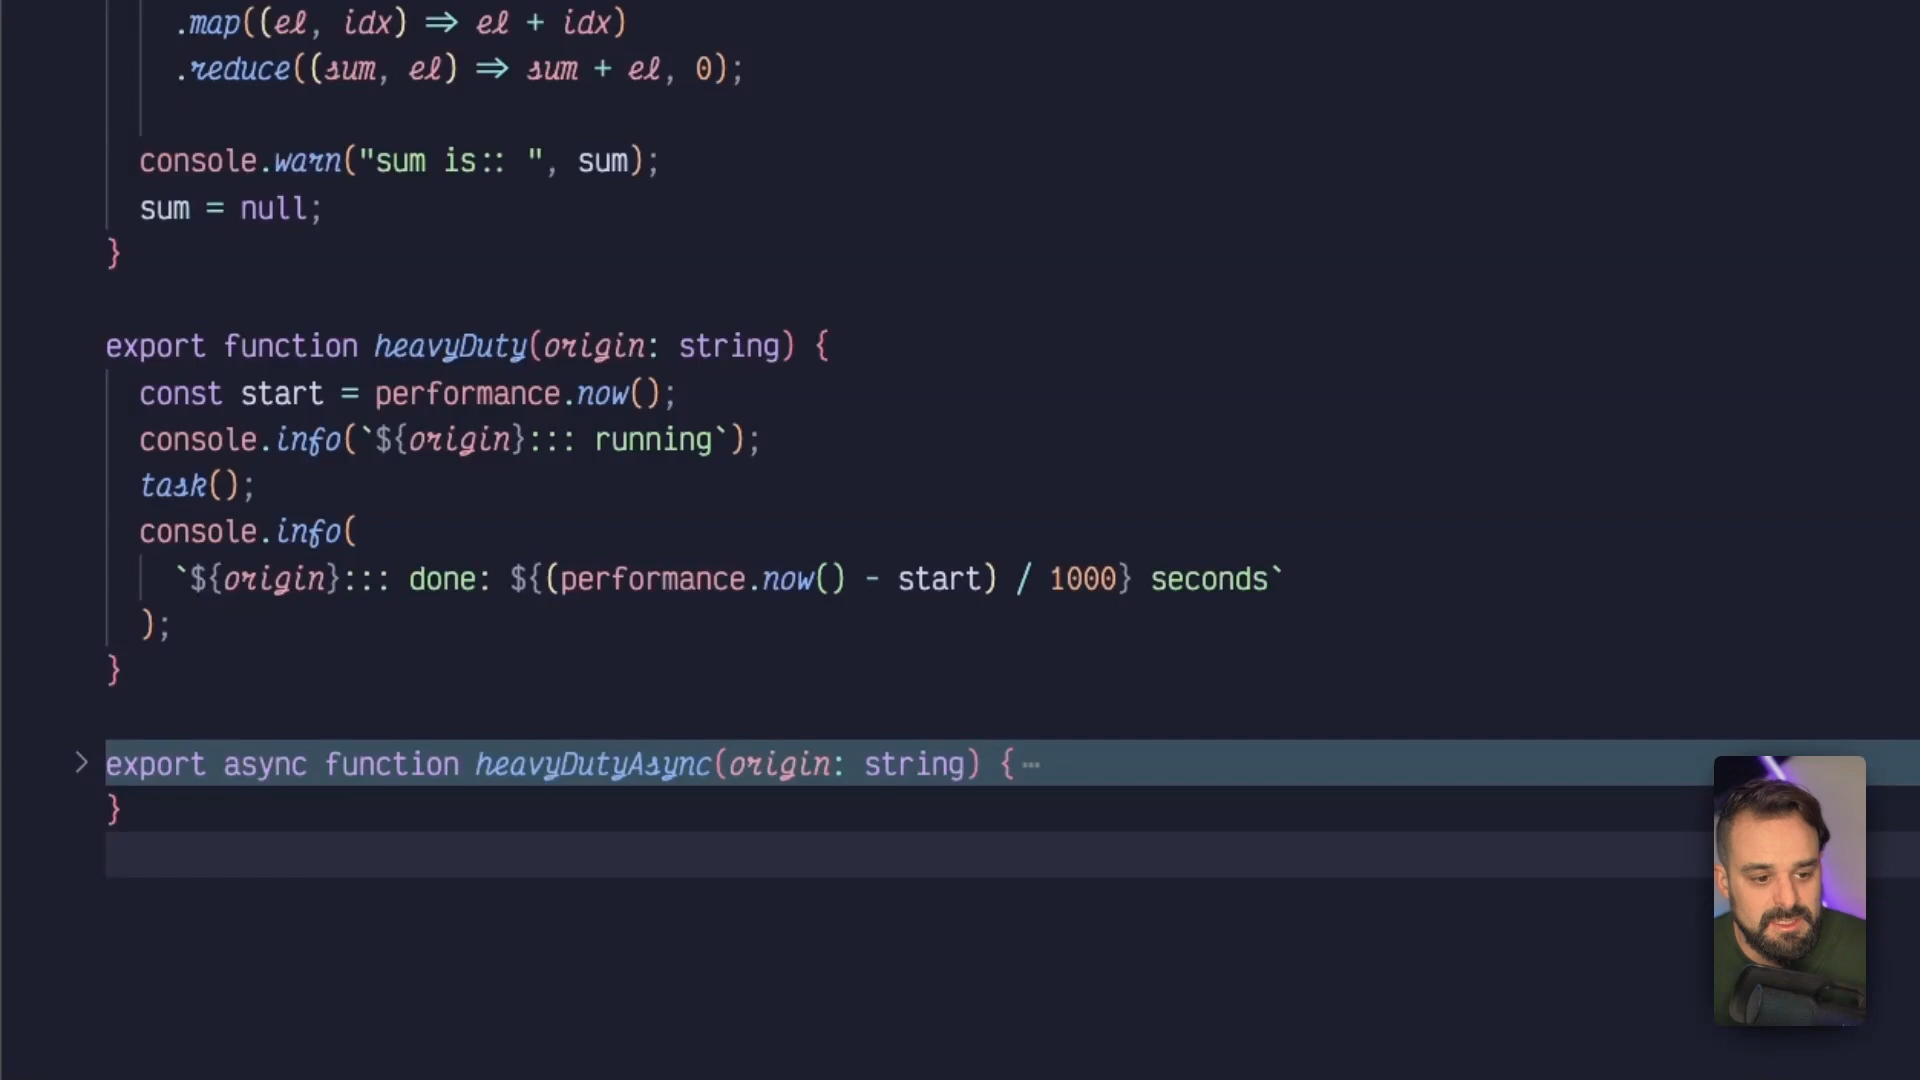 .map((el, idx) => el + idx)
.reduce((sum, el) => sum + el, 0);
console.warn("sum is:: ", sum);
sum = null;
}
export function heavyDuty(origin: string) {
const start = performance.now();
console.info(`${origin}::: running`);
task();
console.info(
`${origin}::: done: ${(performance.now() - start) / 1000} seconds`
);
}
export async function heavyDutyAsync(origin: string) {
}